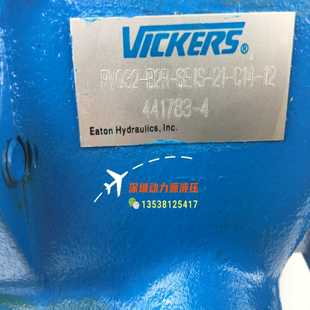 VICKERS®
PVQ32-B2R-SE1S-21-C14-12
441783-4
Eaton Hydraulics, Inc.
深圳动力源液压
13538125417